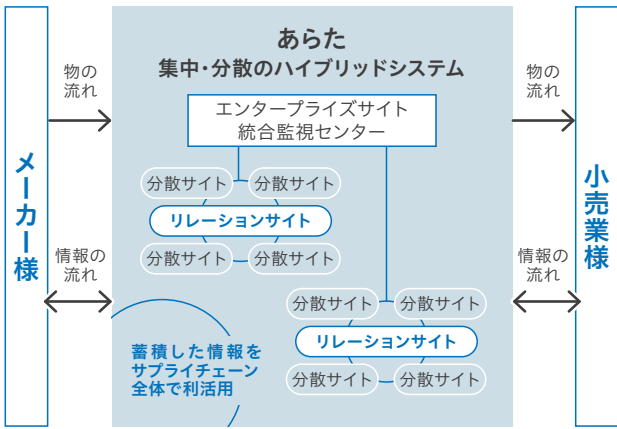 あらた
集中・分散のハイブリッドシステム
物の
流れ
物の
流れ
エンタープライズサイト
統合監視センター
メーカー様
小売業様
分散サイト
分散サイト
リレーションサイト
分散サイト
分散サイト
情報の
流れ
情報の
流れ
分散サイト
分散サイト
リレーションサイト
分散サイト
分散サイト
蓄積した情報を
サプライチェーン
全体で利活用